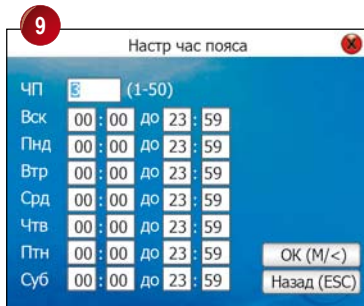 9
Настр час пояса
ЧП 3 (1-50)
Вск 00 : 00 до 23 : 59
Пнд 00 : 00 до 23 : 59
Втр 00 : 00 до 23 : 59
Срд 00 : 00 до 23 : 59
Чтв 00 : 00 до 23 : 59
Птн 00 : 00 до 23 : 59
Суб 00 : 00 до 23 : 59
OK (M/<)
Назад (ESC)